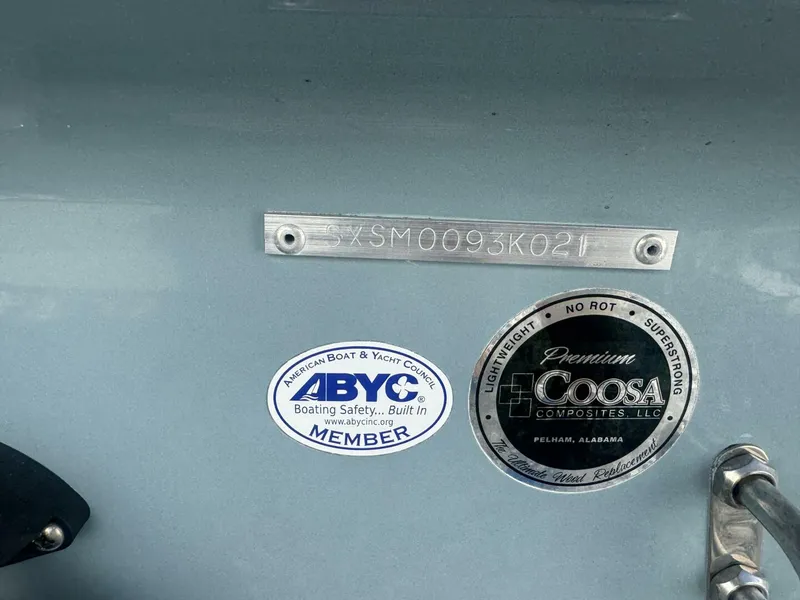 SXSM0093K021
AMERICAN BOAT & YACHT COUNCIL
ABYC®
Boating Safety... Built In
www.abycinc.org
MEMBER
LIGHTWEIGHT • NO ROT • SUPERSTRONG
Premium
COOSA
COMPOSITES, LLC
PELHAM, ALABAMA
The Ultimate Wood Replacement